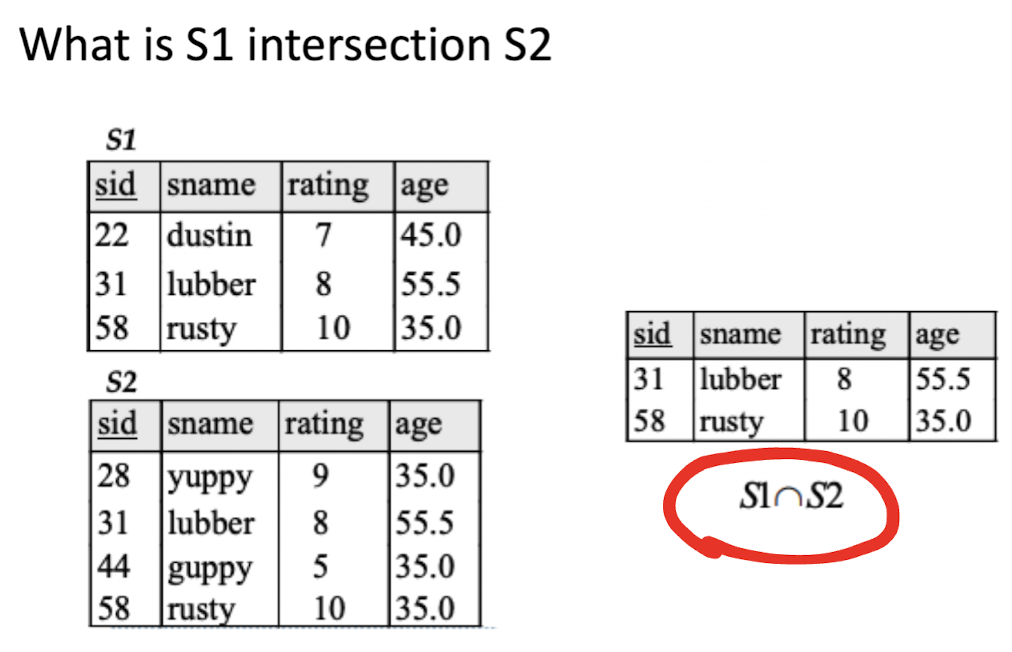 What is S1 intersection S2
S1
sid sname rating age
22 dustin 7 45.0
31 lubber 8 55.5
58 rusty 10 35.0
S2
sid sname rating age
28 yuppy 9 35.0
31 lubber 8 55.5
44 guppy 5 35.0
58 rusty 10 35.0
sid sname rating age
31 lubber 8 55.5
58 rusty 10 35.0
S1∩S2